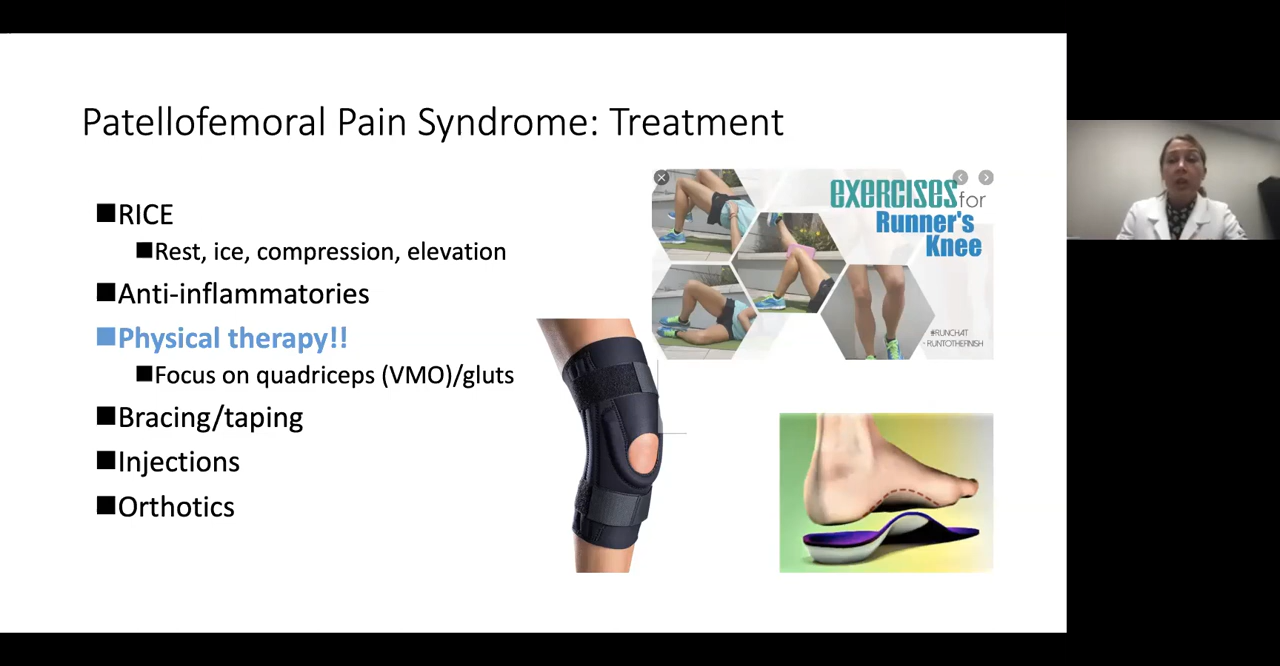 Patellofemoral Pain Syndrome: Treatment
RICE
Rest, ice, compression, elevation
Anti-inflammatories
Physical therapy!!
Focus on quadriceps (VMO)/gluts
Bracing/taping
Injections
Orthotics
EXERCISES for
Runner's
Knee
#RUNCHAT
- RUNTOTHEFINISH